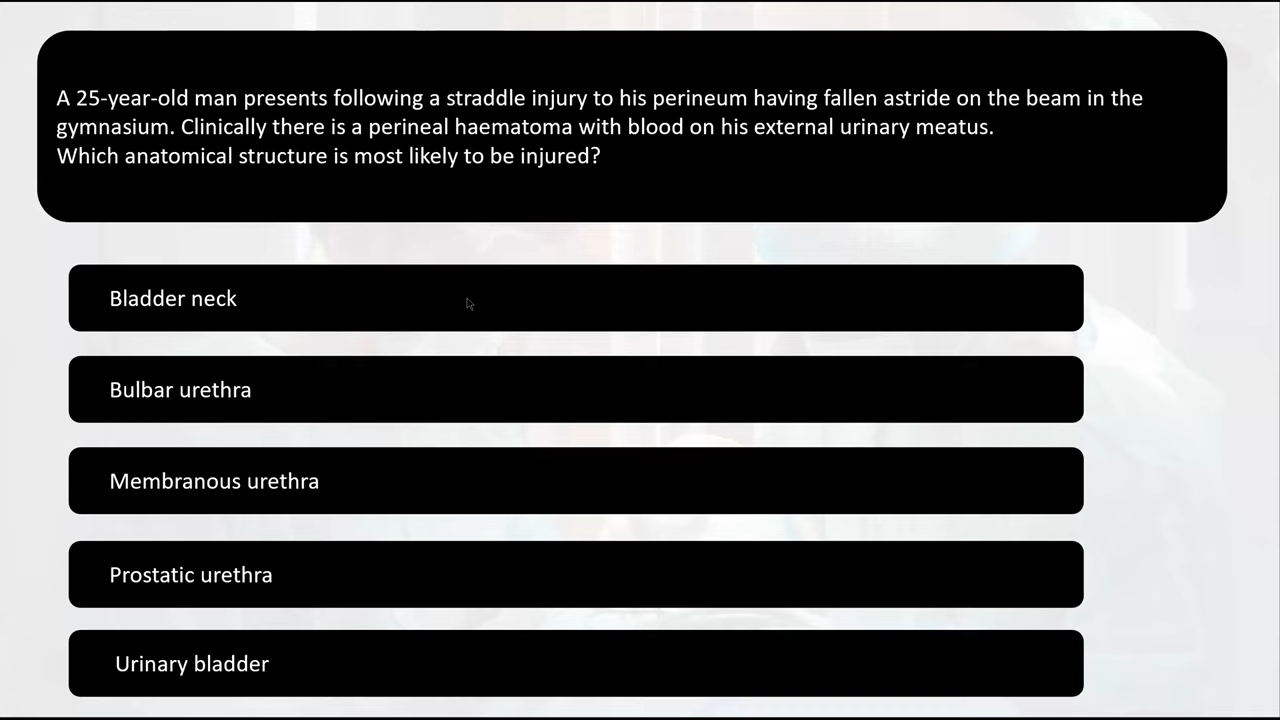 A 25-year-old man presents following a straddle injury to his perineum having fallen astride on the beam in the
gymnasium. Clinically there is a perineal haematoma with blood on his external urinary meatus.
Which anatomical structure is most likely to be injured?
Bladder neck
Bulbar urethra
Membranous urethra
Prostatic urethra
Urinary bladder